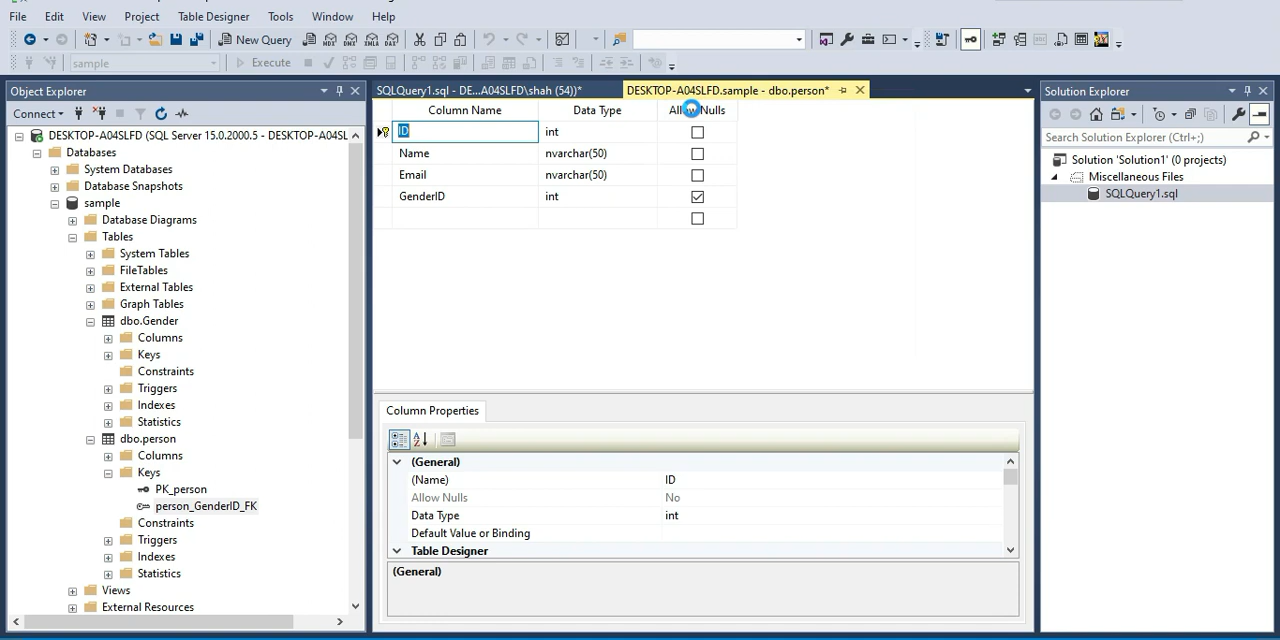 File Edit View Project Table Designer Tools Window Help
New Query MDX DMX XMLA DAX
sample Execute
Object Explorer
Connect
DESKTOP-A04SLFD (SQL Server 15.0.2000.5 - DESKTOP-A04SL
Databases
System Databases
Database Snapshots
sample
Database Diagrams
Tables
System Tables
FileTables
External Tables
Graph Tables
dbo.Gender
Columns
Keys
Constraints
Triggers
Indexes
Statistics
dbo.person
Columns
Keys
PK_person
person_GenderID_FK
Constraints
Triggers
Indexes
Statistics
Views
External Resources
SQLQuery1.sql - DE...A04SLFD\shah (54))* DESKTOP-A04SLFD.sample - dbo.person*
Column Name Data Type Allow Nulls
ID int
Name nvarchar(50)
Email nvarchar(50)
GenderID int
Column Properties
(General)
(Name) ID
Allow Nulls No
Data Type int
Default Value or Binding
Table Designer
(General)
Solution Explorer
Search Solution Explorer (Ctrl+;)
Solution 'Solution1' (0 projects)
Miscellaneous Files
SQLQuery1.sql